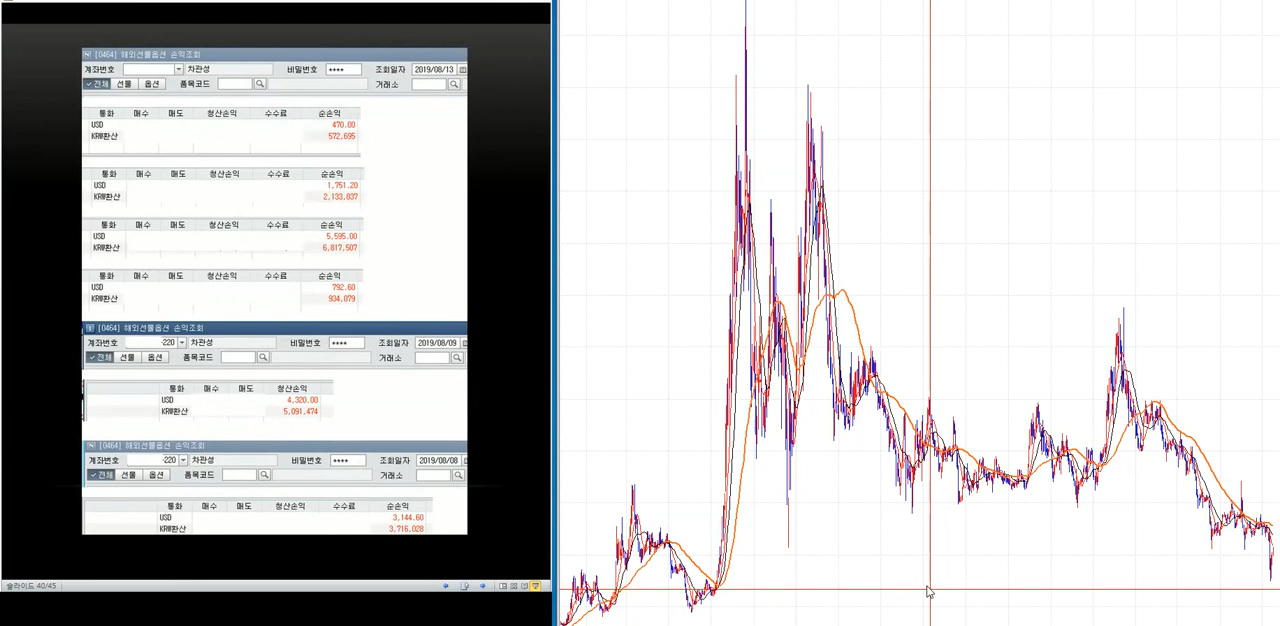 [0464] 해외선물옵션 손익조회
계좌번호 차관성 비밀번호 **** 조회일자 2019/08/13
전체 선물 옵션 품목코드 거래소
통화 매수 매도 청산손익 수수료 순손익
USD 470.00
KRW환산 572,695
통화 매수 매도 청산손익 수수료 순손익
USD 1,751.20
KRW환산 2,133,837
통화 매수 매도 청산손익 수수료 순손익
USD 5,595.00
KRW환산 6,817,507
통화 매수 매도 청산손익 수수료 순손익
USD 792.60
KRW환산 934,079
[0464] 해외선물옵션 손익조회
계좌번호 -220 차관성 비밀번호 **** 조회일자 2019/08/09
전체 선물 옵션 품목코드 거래소
통화 매수 매도 청산손익
USD 4,320.00
KRW환산 5,091,474
[0464] 해외선물옵션 손익조회
계좌번호 -220 차관성 비밀번호 **** 조회일자 2019/08/08
전체 선물 옵션 품목코드 거래소
통화 매수 매도 청산손익 수수료 순손익
USD 3,144.60
KRW환산 3,716,028
슬라이드 40/45